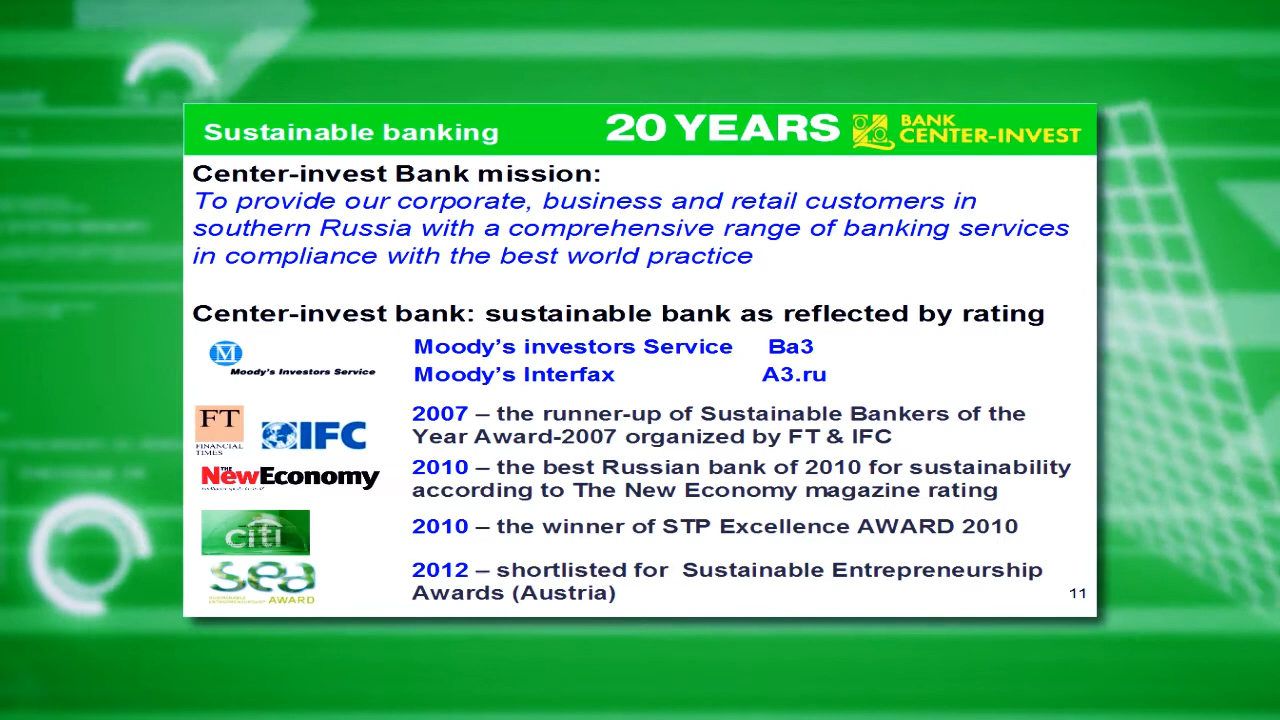 Sustainable banking
20 YEARS
BANK
CENTER-INVEST
Center-invest Bank mission:
To provide our corporate, business and retail customers in
southern Russia with a comprehensive range of banking services
in compliance with the best world practice
Center-invest bank: sustainable bank as reflected by rating
M
Moody's Investors Service
Moody's investors Service Ba3
Moody's Interfax A3.ru
FT
FINANCIAL
TIMES
IFC
2007 – the runner-up of Sustainable Bankers of the
Year Award-2007 organized by FT & IFC
THE
NewEconomy
2010 – the best Russian bank of 2010 for sustainability
according to The New Economy magazine rating
citi
2010 – the winner of STP Excellence AWARD 2010
sea
AWARD
2012 – shortlisted for Sustainable Entrepreneurship
Awards (Austria)
11